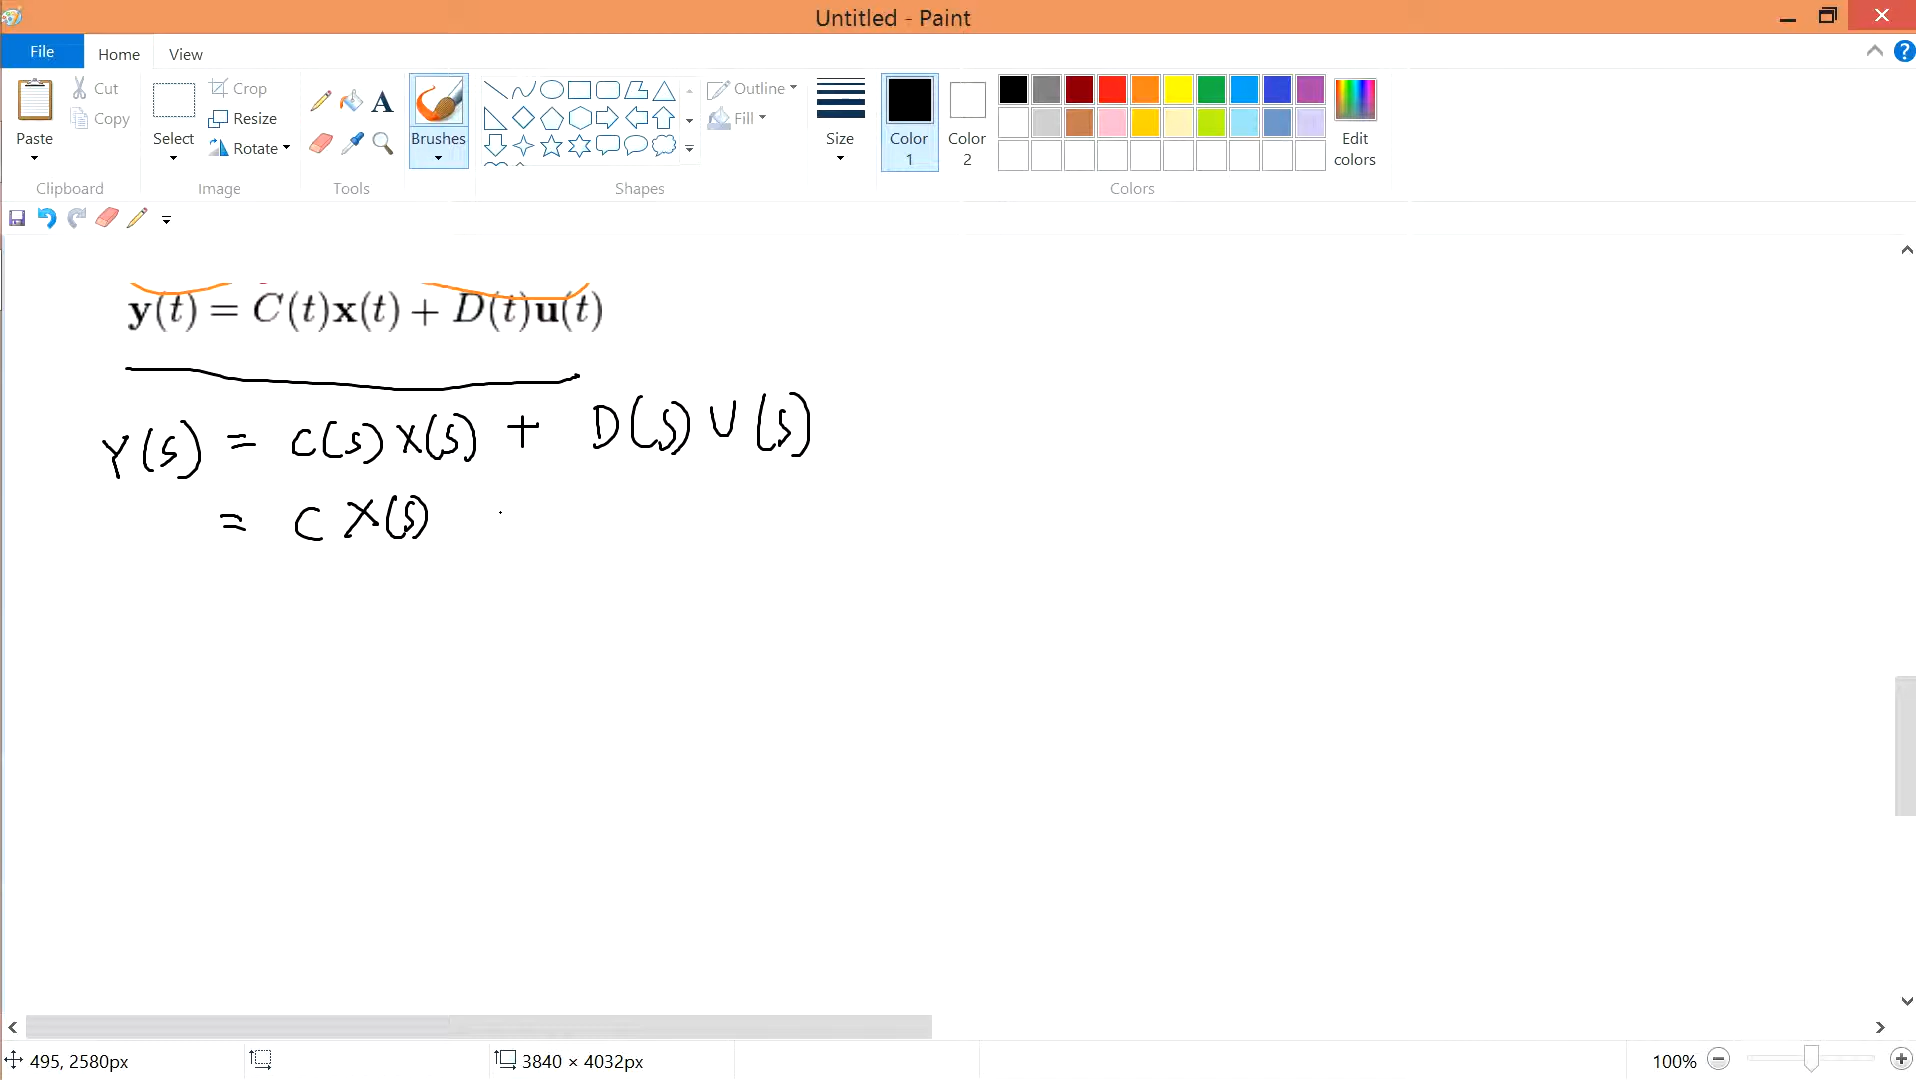 Untitled - Paint
File Home View
Paste
Cut
Copy
Clipboard
Select
Crop
Resize
Rotate
Image
Tools
Brushes
Shapes
Outline
Fill
Size
Color 1
Color 2
Colors
Edit colors
y(t) = C(t)x(t) + D(t)u(t)
Y(s) = C(s) X(s) + D(s) U(s)
= C X(s)
495, 2580px
3840 × 4032px
100%